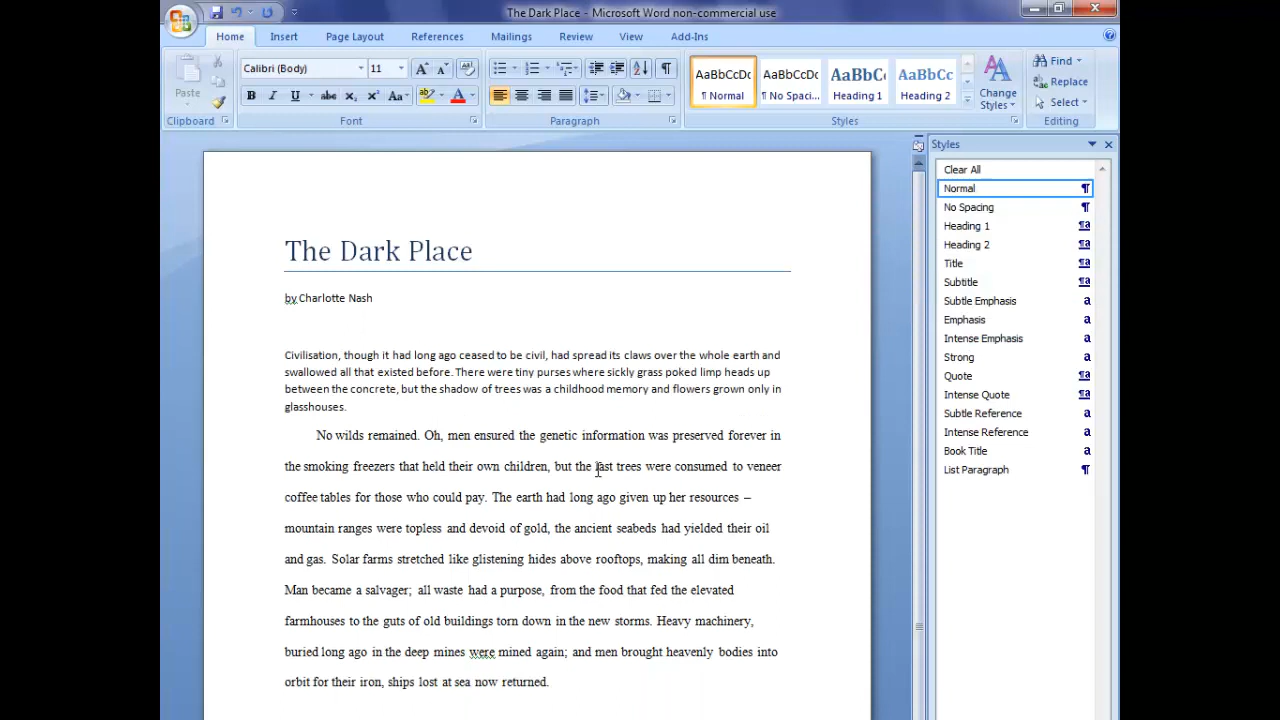 The Dark Place - Microsoft Word non-commercial use
Home Insert Page Layout References Mailings Review View Add-Ins
Paste
Calibri (Body) 11
AaBbCcDc AaBbCcDc AaBbC AaBbCc
¶ Normal ¶ No Spaci... Heading 1 Heading 2
Change Styles
Find
Replace
Select
Clipboard Font Paragraph Styles Editing
Styles
Clear All
Normal
No Spacing
Heading 1
Heading 2
Title
Subtitle
Subtle Emphasis
Emphasis
Intense Emphasis
Strong
Quote
Intense Quote
Subtle Reference
Intense Reference
Book Title
List Paragraph
The Dark Place
by Charlotte Nash
Civilisation, though it had long ago ceased to be civil, had spread its claws over the whole earth and
swallowed all that existed before. There were tiny purses where sickly grass poked limp heads up
between the concrete, but the shadow of trees was a childhood memory and flowers grown only in
glasshouses.
No wilds remained. Oh, men ensured the genetic information was preserved forever in
the smoking freezers that held their own children, but the last trees were consumed to veneer
coffee tables for those who could pay. The earth had long ago given up her resources –
mountain ranges were topless and devoid of gold, the ancient seabeds had yielded their oil
and gas. Solar farms stretched like glistening hides above rooftops, making all dim beneath.
Man became a salvager; all waste had a purpose, from the food that fed the elevated
farmhouses to the guts of old buildings torn down in the new storms. Heavy machinery,
buried long ago in the deep mines were mined again; and men brought heavenly bodies into
orbit for their iron, ships lost at sea now returned.